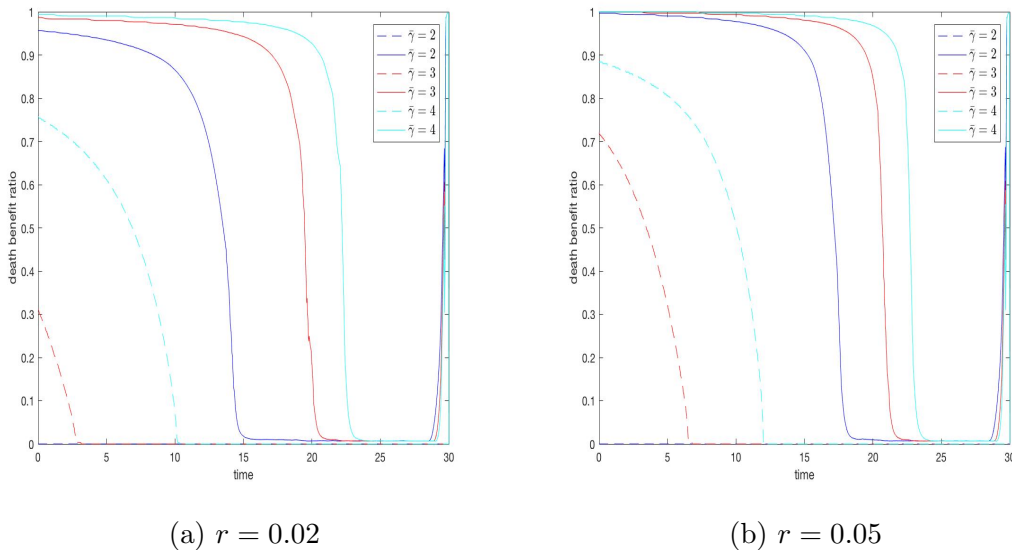 1
0.9
0.8
0.7
0.6
0.5
0.4
0.3
0.2
0.1
0
death benefit ratio
0 5 10 15 20 25 30
time
γ̄ = 2
γ̄ = 2
γ̄ = 3
γ̄ = 3
γ̄ = 4
γ̄ = 4
(a) r = 0.02
1
0.9
0.8
0.7
0.6
0.5
0.4
0.3
0.2
0.1
0
death benefit ratio
0 5 10 15 20 25 30
time
γ̄ = 2
γ̄ = 2
γ̄ = 3
γ̄ = 3
γ̄ = 4
γ̄ = 4
(b) r = 0.05